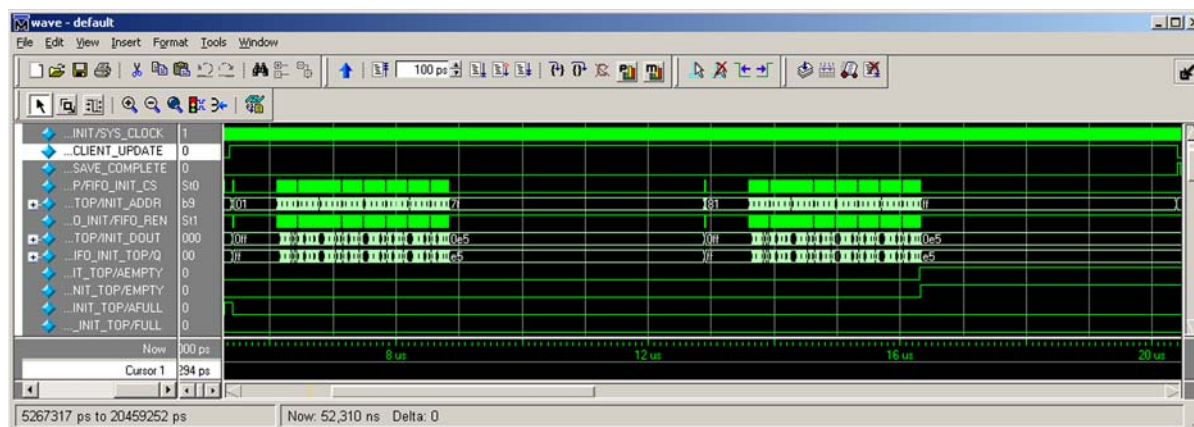 wave - default
File Edit View Insert Format Tools Window
100 ps
...INIT/SYS_CLOCK 1
...CLIENT_UPDATE 0
...SAVE_COMPLETE 0
...P/FIFO_INIT_CS St0
...TOP/INIT_ADDR b9 01 7f 81 ff
...O_INIT/FIFO_REN St1
...TOP/INIT_DOUT 000 0ff 0e5 0ff 0e5
...IFO_INIT_TOP/Q 00 ff e5 ff e5
...IT_TOP/AEMPTY 0
...NIT_TOP/EMPTY 0
...INIT_TOP/AFULL 0
..._INIT_TOP/FULL 0
Now 000 ps 8 us 12 us 16 us 20 us
Cursor 1 294 ps
5267317 ps to 20459252 ps Now: 52,310 ns Delta: 0